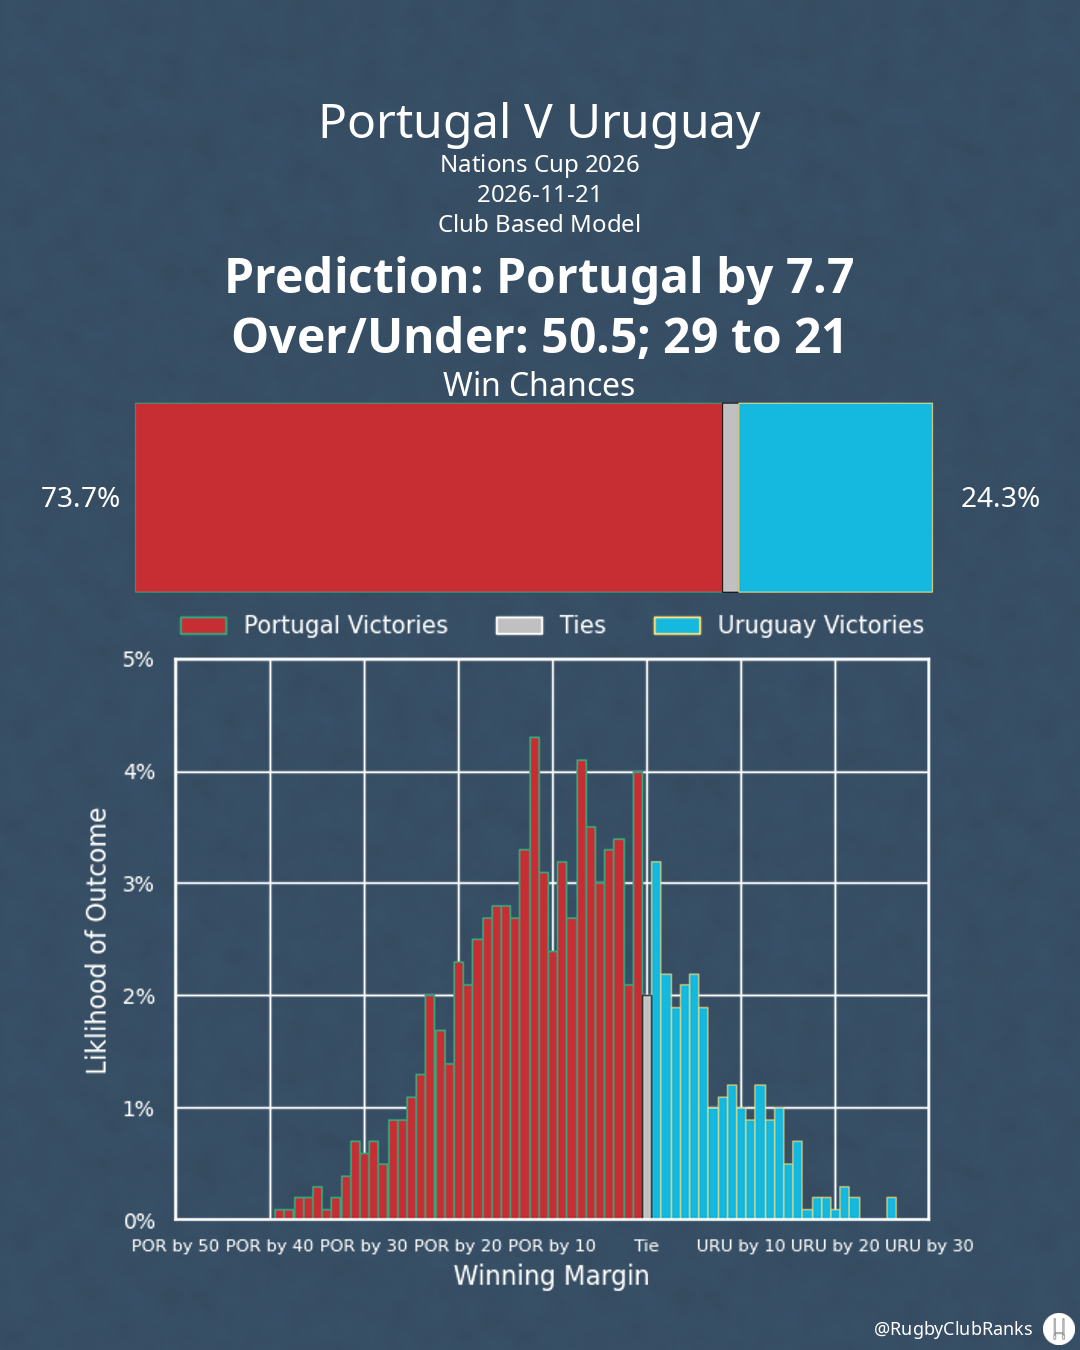 Portugal V Uruguay
Nations Cup 2026
2026-11-21
Club Based Model
Prediction: Portugal by 7.7
Over/Under: 50.5; 29 to 21
Win Chances
73.7%
24.3%
Portugal Victories
Ties
Uruguay Victories
5%
4%
3%
2%
1%
0%
Liklihood of Outcome
POR by 50 POR by 40 POR by 30 POR by 20 POR by 10 Tie URU by 10 URU by 20 URU by 30
Winning Margin
@RugbyClubRanks